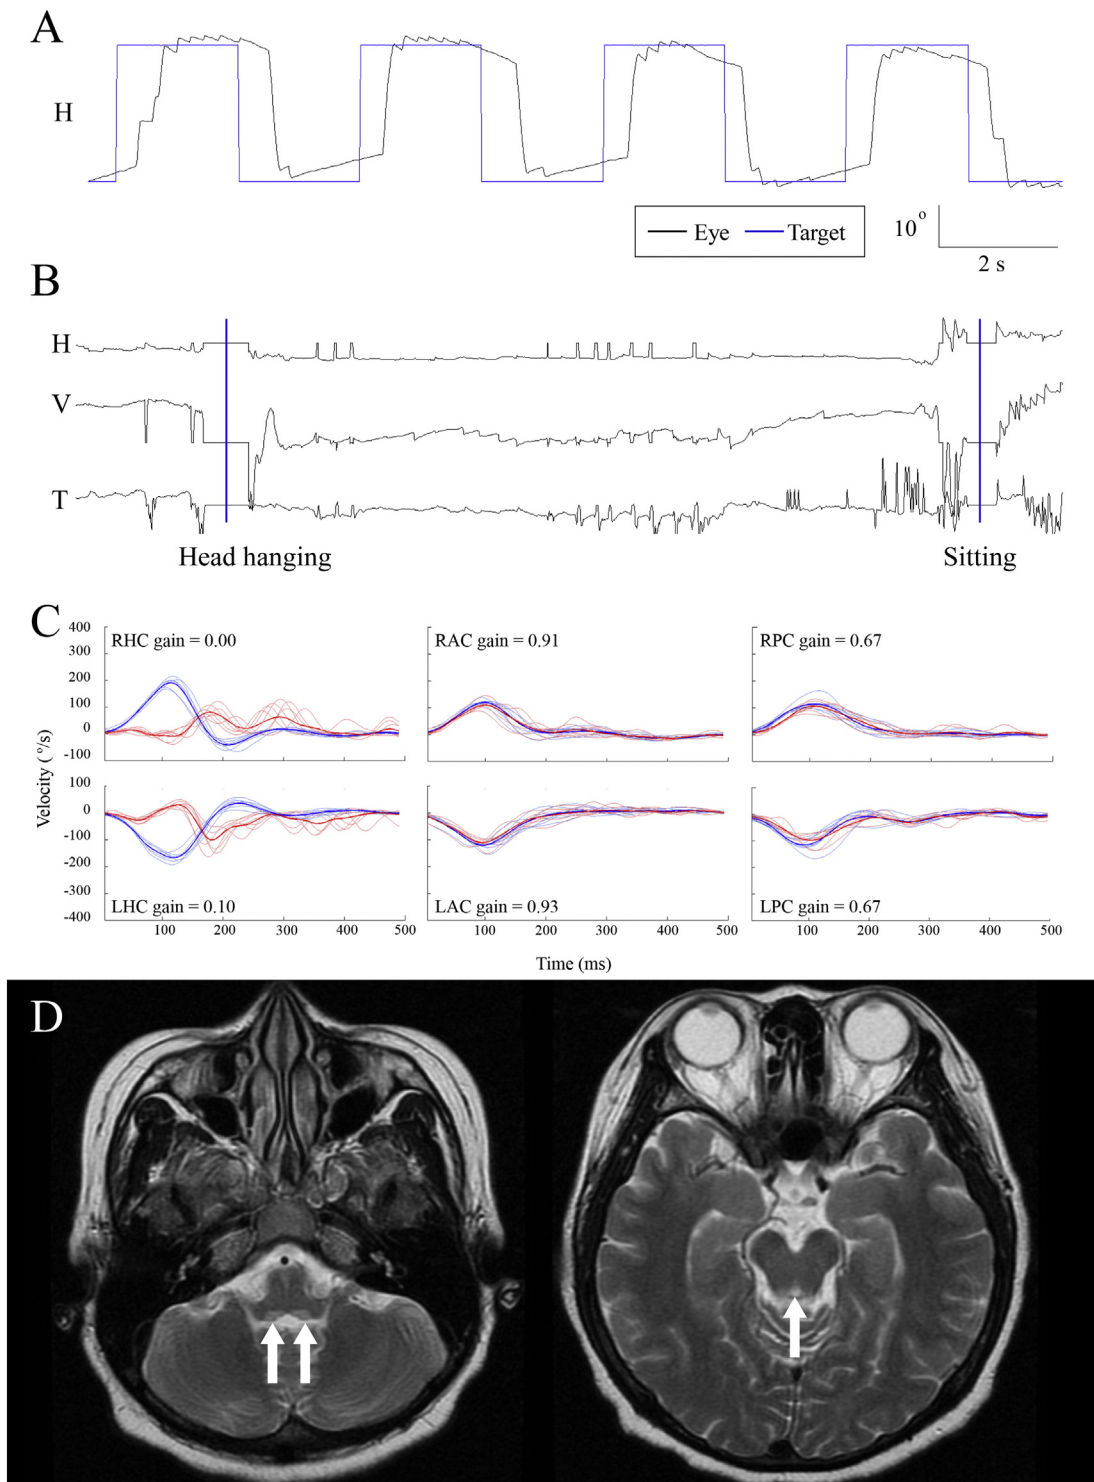 A
H
Eye Target
10°
2 s
B
H
V
T
Head hanging Sitting
C
400
300
200
100
0
-100
RHC gain = 0.00 RAC gain = 0.91 RPC gain = 0.67
Velocity (°/s)
100
0
-100
-200
-300
-400
LHC gain = 0.10 LAC gain = 0.93 LPC gain = 0.67
100 200 300 400 500 100 200 300 400 500 100 200 300 400 500
Time (ms)
D